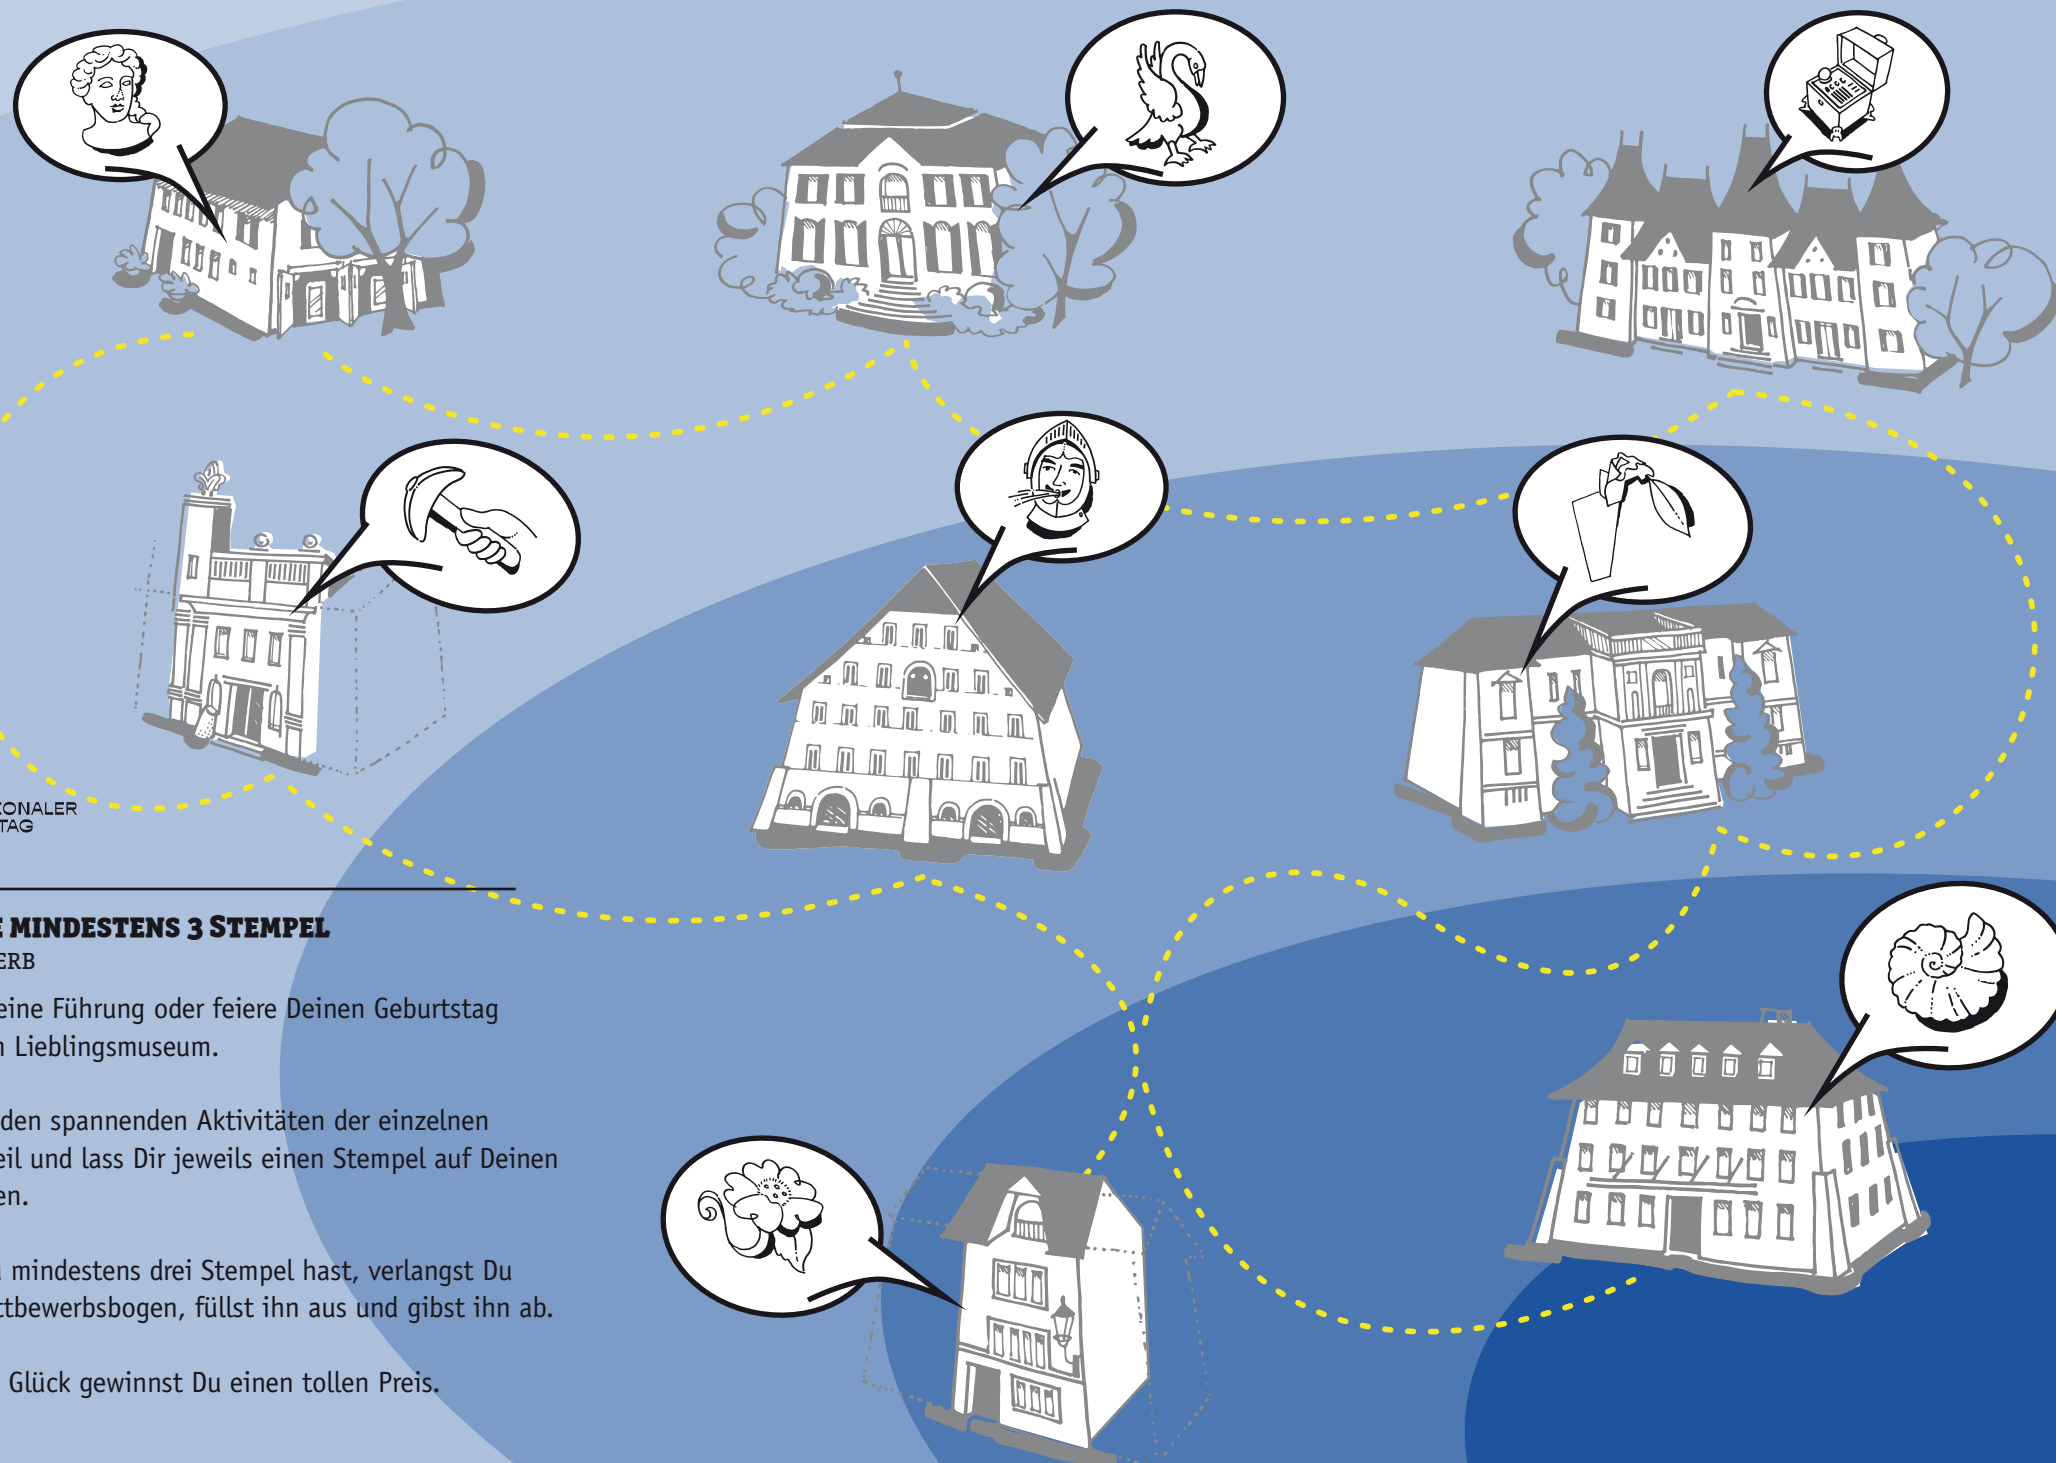 ONALER
TAG
E MINDESTENS 3 STEMPEL
ERB
eine Führung oder feiere Deinen Geburtstag
n Lieblingsmuseum.
den spannenden Aktivitäten der einzelnen
eil und lass Dir jeweils einen Stempel auf Deinen
en.
u mindestens drei Stempel hast, verlangst Du
ttbewerbsbogen, füllst ihn aus und gibst ihn ab.
Glück gewinnst Du einen tollen Preis.